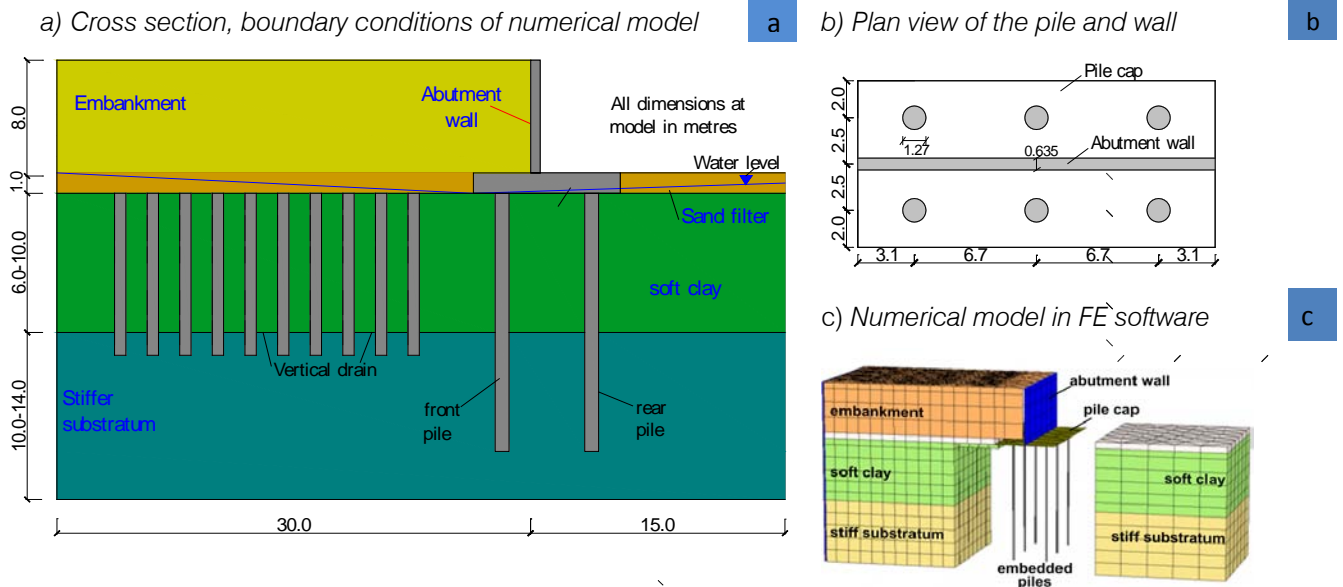 a) Cross section, boundary conditions of numerical model
a
8.0
1.0
6.0-10.0
10.0-14.0
Embankment
Abutment
wall
All dimensions at
model in metres
Water level
Sand filter
soft clay
Vertical drain
Stiffer
substratum
front
pile
rear
pile
30.0
15.0
b) Plan view of the pile and wall
b
Pile cap
2.0
2.5
2.5
2.0
1.27
0.635
Abutment wall
3.1
6.7
6.7
3.1
c) Numerical model in FE software
c
abutment wall
pile cap
embankment
soft clay
soft clay
stiff substratum
stiff substratum
embedded
piles